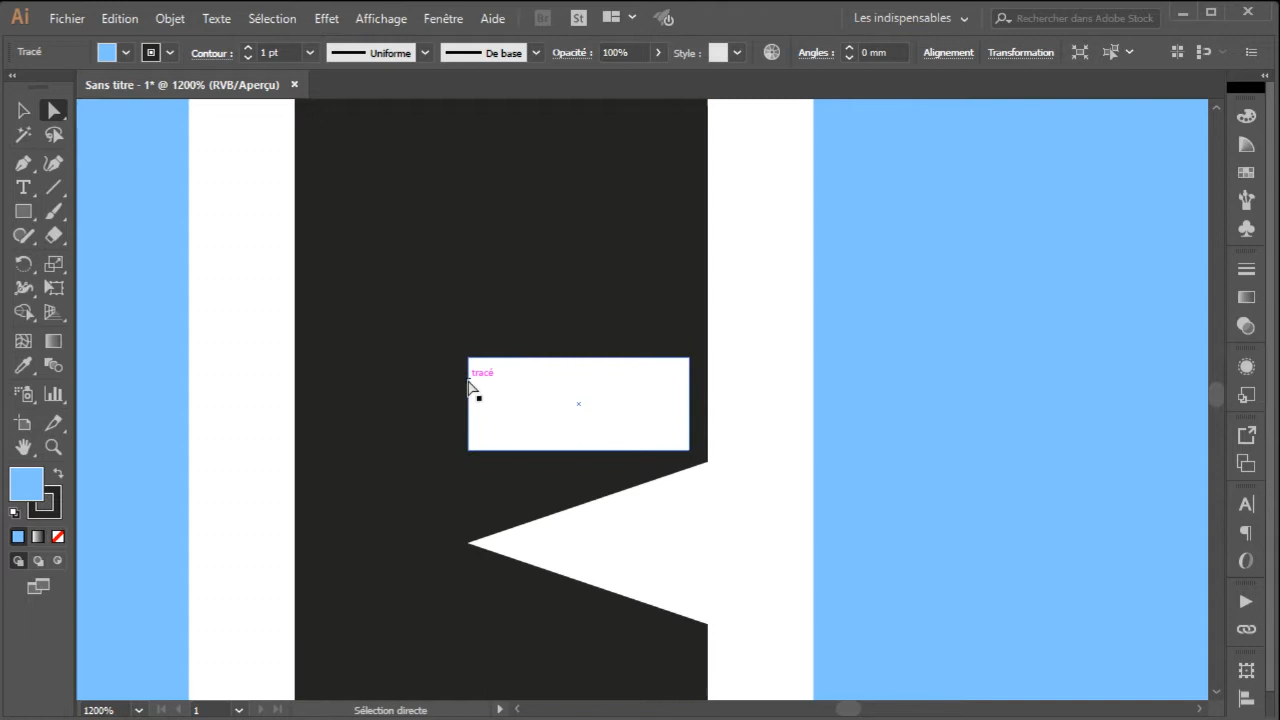 Ai Fichier Edition Objet Texte Sélection Effet Affichage Fenêtre Aide Br St Les indispensables Rechercher dans Adobe Stock
Tracé Contour : 1 pt Uniforme De base Opacité : 100% Style : Angles : 0 mm Alignement Transformation
Sans titre - 1* @ 1200% (RVB/Aperçu) ×
tracé
1200% 1 Sélection directe